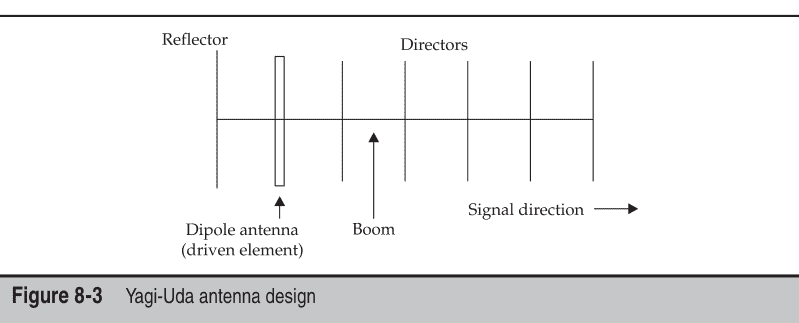 Reflector
Directors
Signal direction
Dipole antenna
(driven element)
Boom
Figure 8-3 Yagi-Uda antenna design